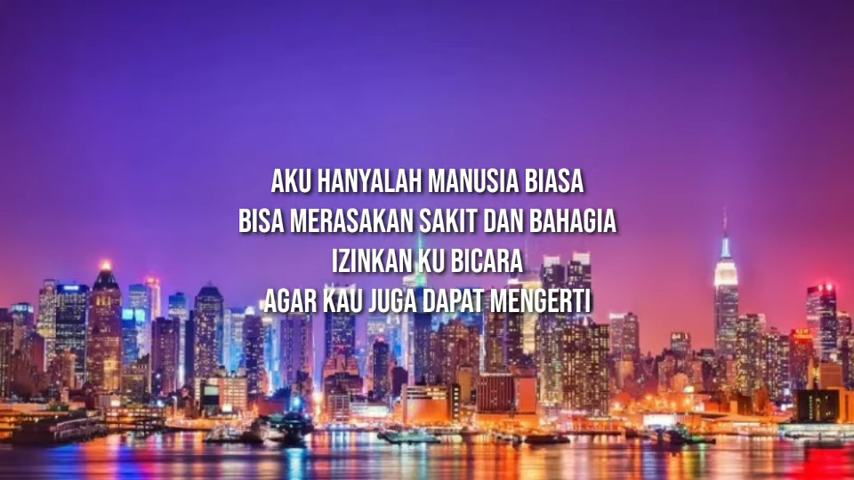 AKU HANYALAH MANUSIA BIASA
BISA MERASAKAN SAKIT DAN BAHAGIA
IZINKAN KU BICARA
AGAR KAU JUGA DAPAT MENGERTI